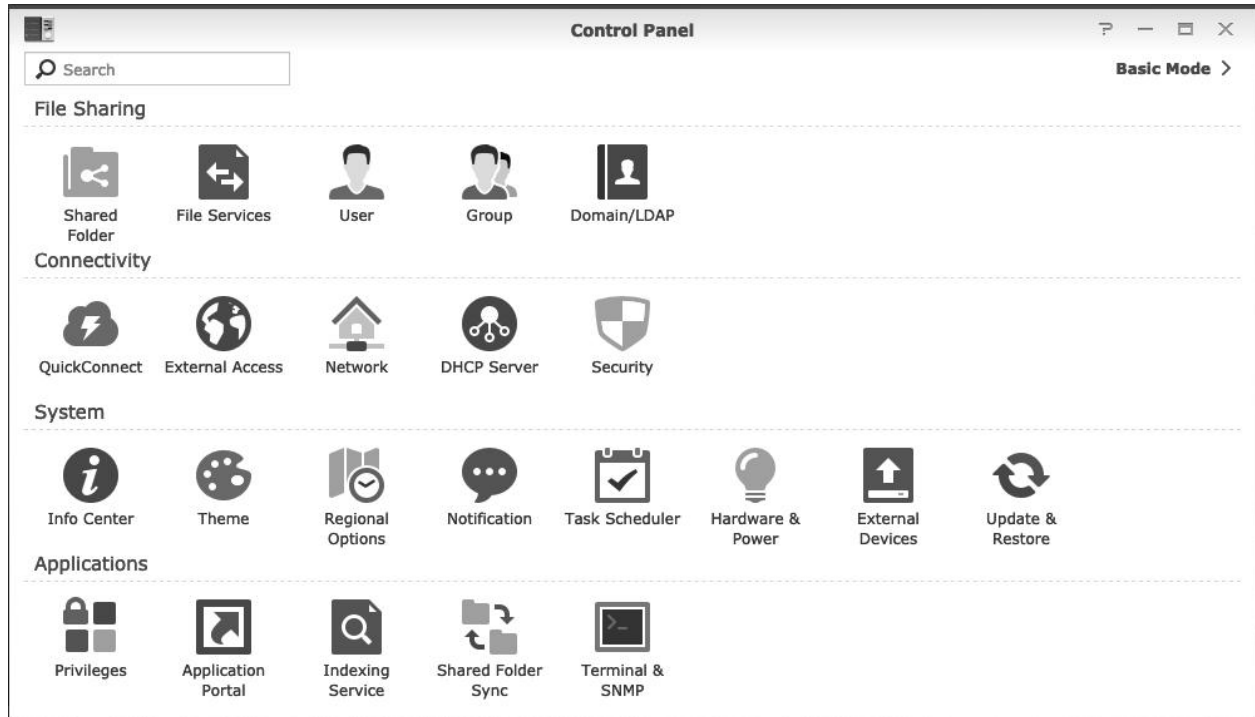 Control Panel
Search
Basic Mode
File Sharing
Shared Folder
File Services
User
Group
Domain/LDAP
Connectivity
QuickConnect
External Access
Network
DHCP Server
Security
System
Info Center
Theme
Regional Options
Notification
Task Scheduler
Hardware & Power
External Devices
Update & Restore
Applications
Privileges
Application Portal
Indexing Service
Shared Folder Sync
Terminal & SNMP